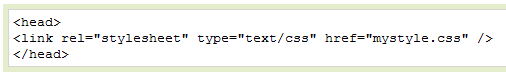 <head>
<link rel="stylesheet" type="text/css" href="mystyle.css" />
</head>